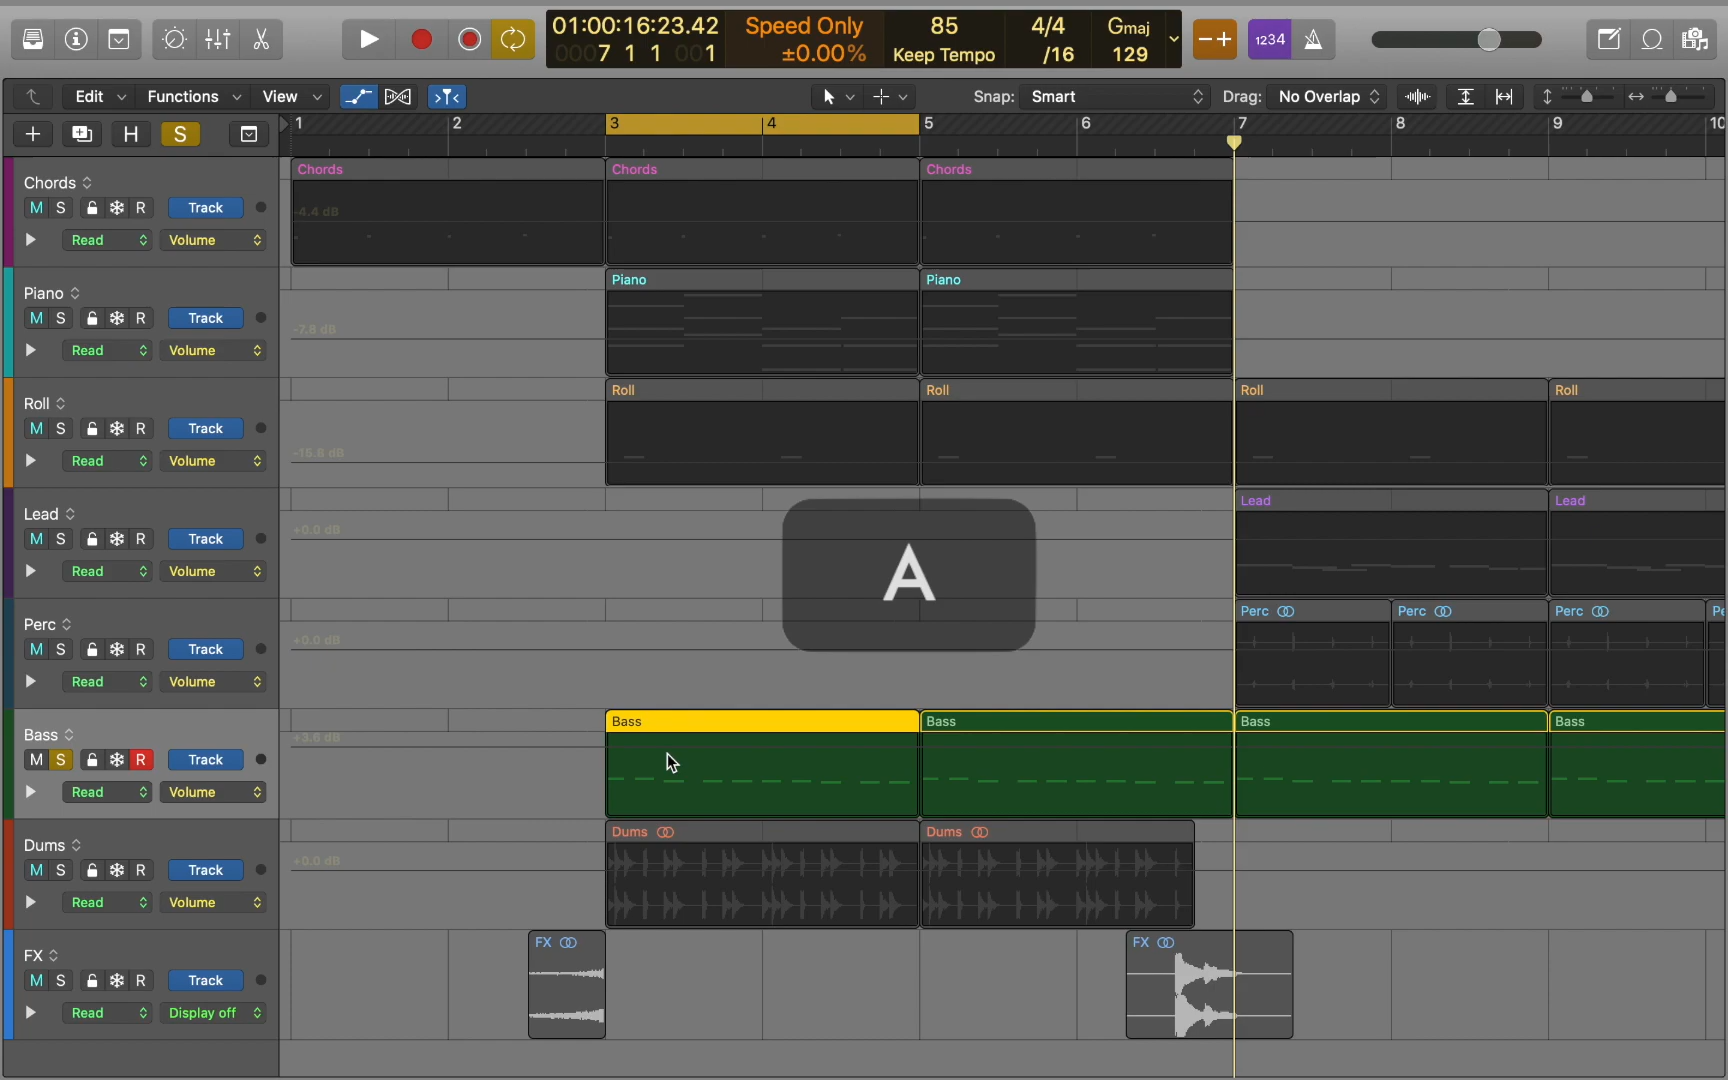 01:00:16:23.42 Speed Only 85 4/4 Gmaj
0007 1 1 001 ±0.00% Keep Tempo /16 129
1234
Edit Functions View Snap: Smart Drag: No Overlap
H S
1 2 3 4 5 6 7 8 9 10
Chords
M S R Track
Read Volume
Chords Chords Chords
-4.4 dB
Piano
M S R Track
Read Volume
Piano Piano
-7.8 dB
Roll
M S R Track
Read Volume
Roll Roll Roll Roll
-15.8 dB
Lead
M S R Track
Read Volume
Lead Lead
+0.0 dB
A
Perc
M S R Track
Read Volume
Perc Perc Perc Pe
+0.0 dB
Bass
M S R Track
Read Volume
Bass Bass Bass Bass
+3.6 dB
Dums
M S R Track
Read Volume
Dums Dums
+0.0 dB
FX
M S R Track
Read Display off
FX FX